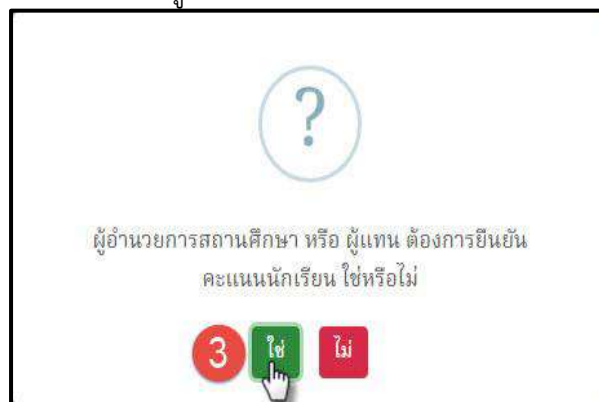 ?
ผู้อำนวยการสถานศึกษา หรือ ผู้แทน ต้องการยืนยัน
คะแนนนักเรียน ใช่หรือไม่
3 ใช่ ไม่